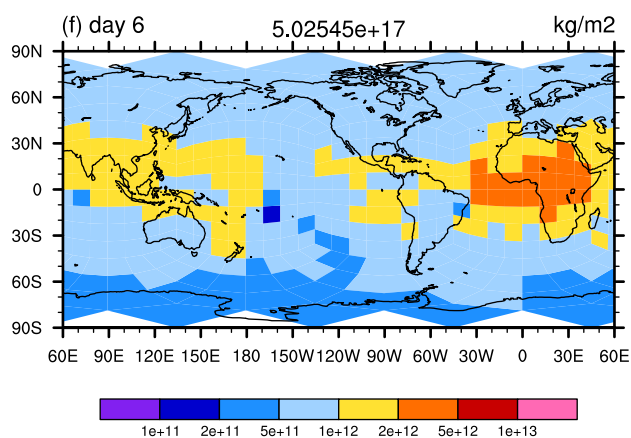 (f) day 6 5.02545e+17 kg/m2
90N
60N
30N
0
30S
60S
90S
60E 90E 120E 150E 180 150W 120W 90W 60W 30W 0 30E 60E
1e+11 2e+11 5e+11 1e+12 2e+12 5e+12 1e+13